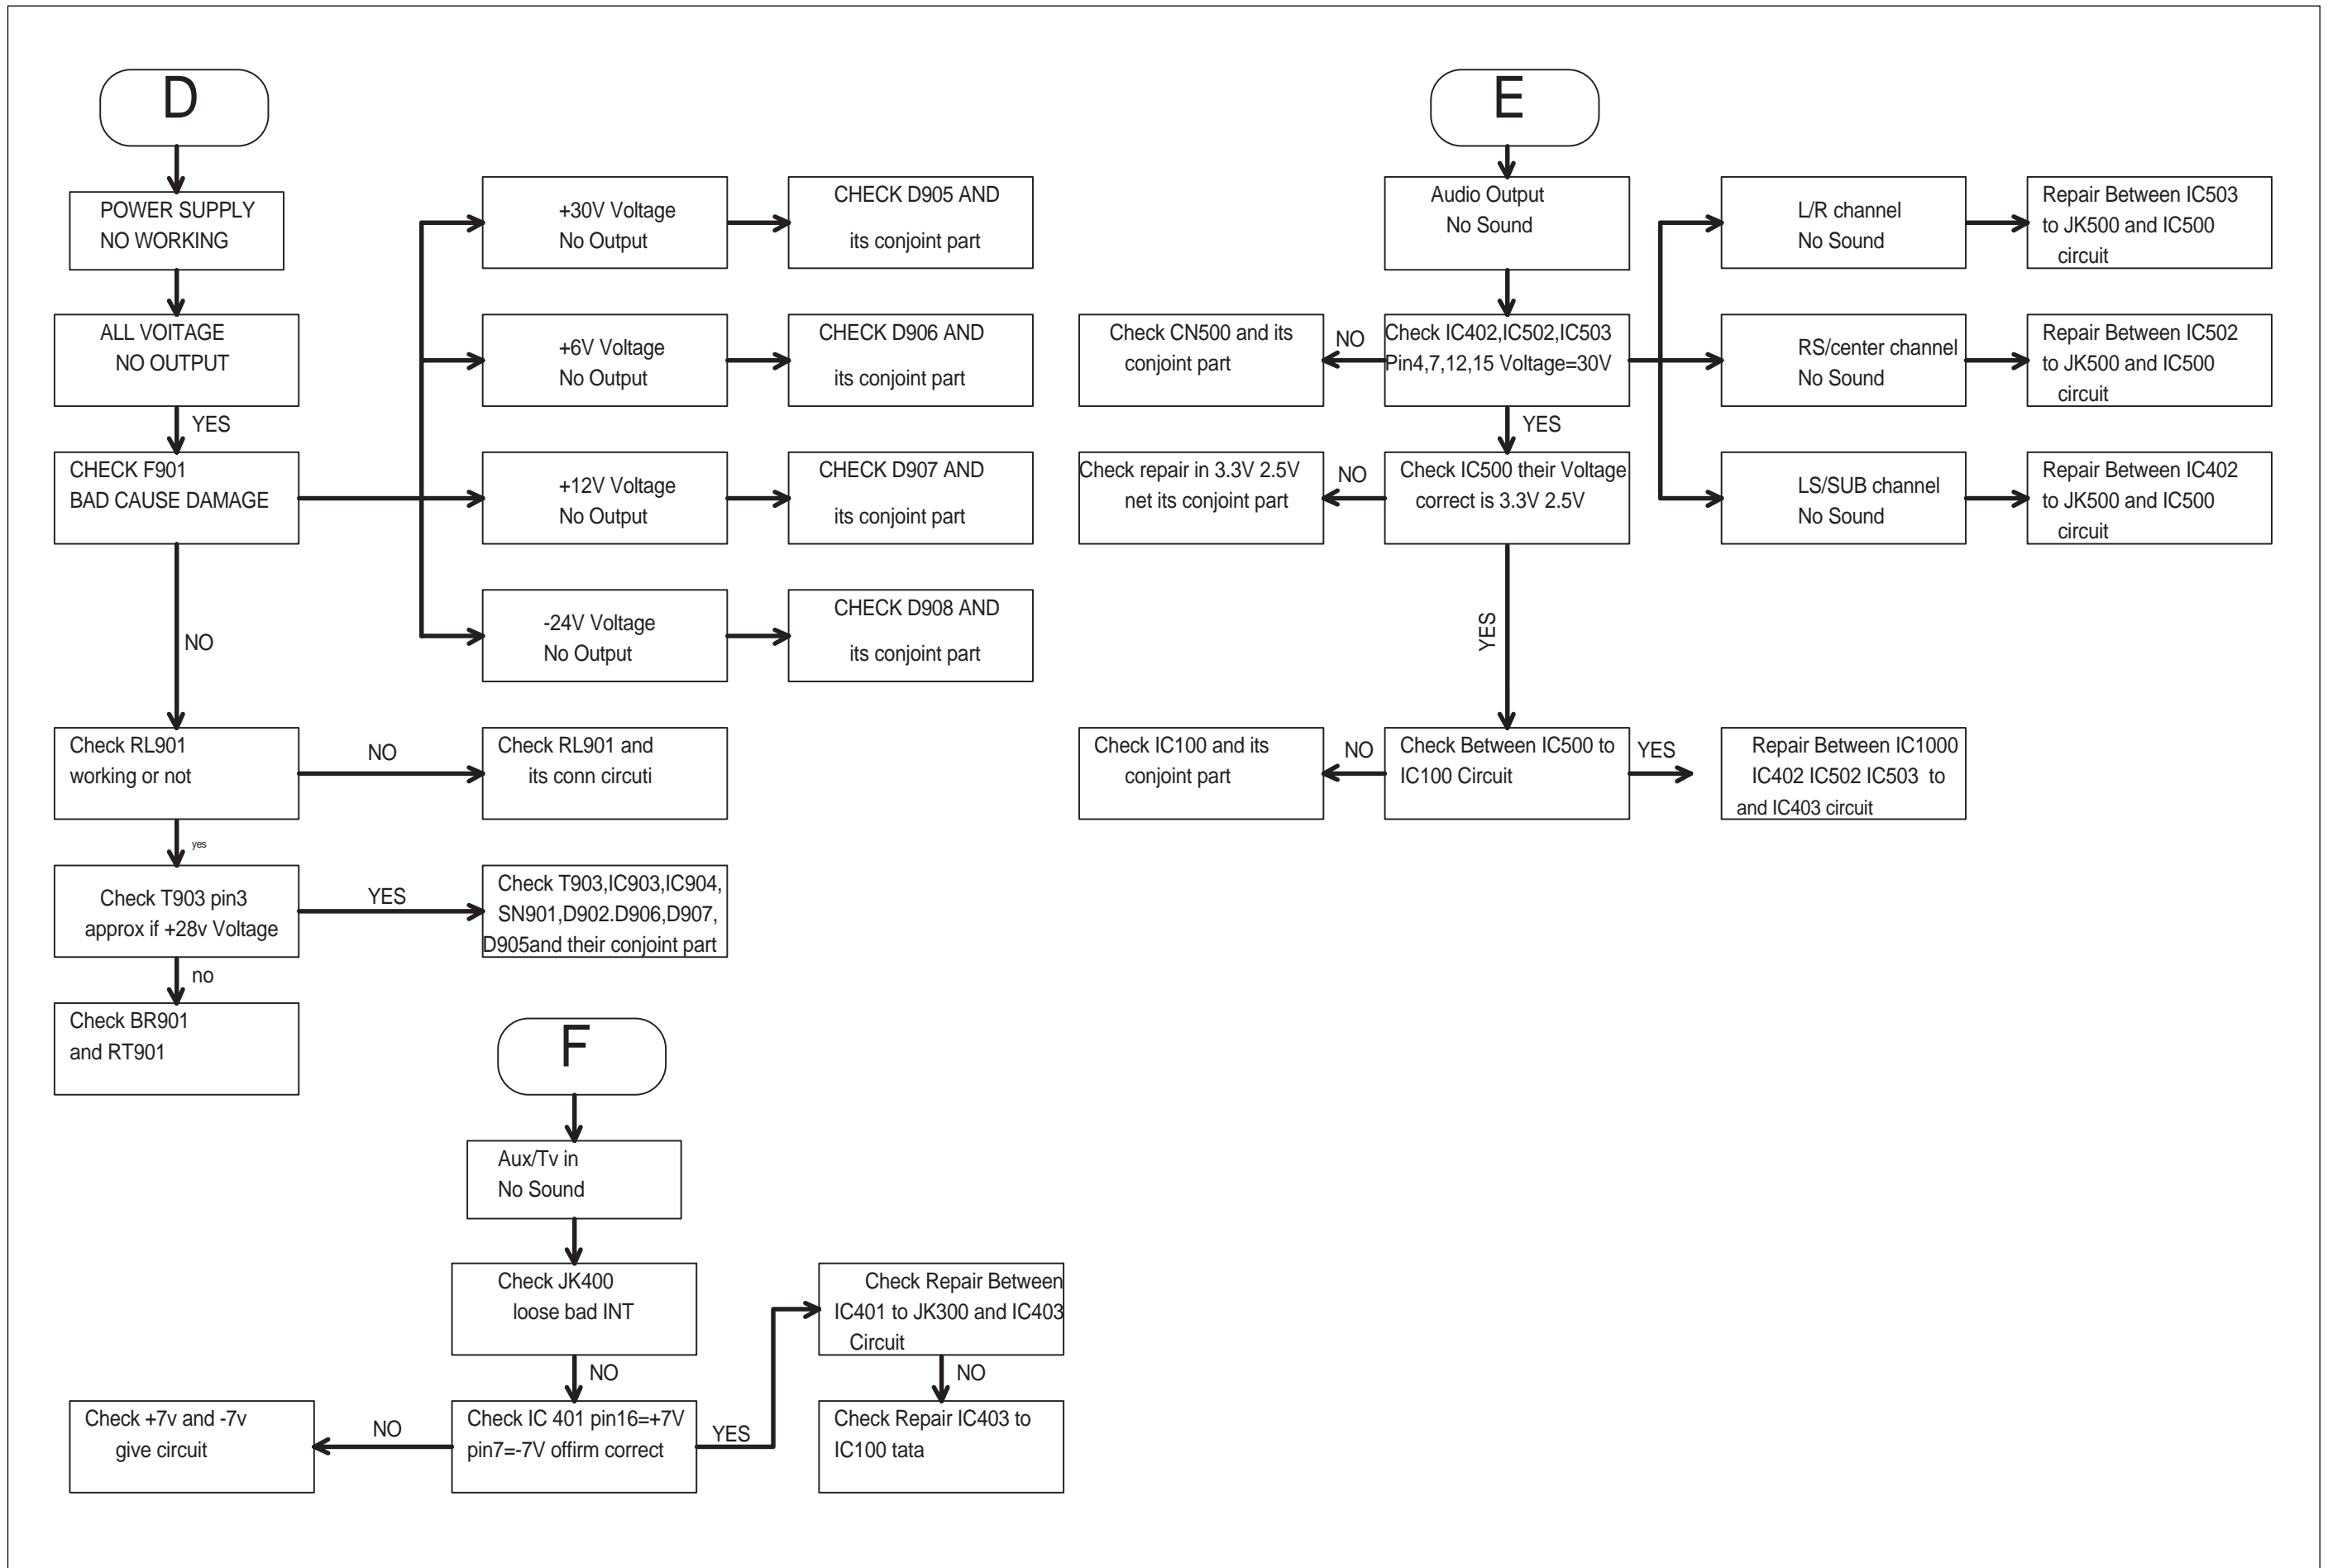 D
POWER SUPPLY
NO WORKING
ALL VOITAGE
NO OUTPUT
YES
CHECK F901
BAD CAUSE DAMAGE
+30V Voltage
No Output
CHECK D905 AND
its conjoint part
+6V Voltage
No Output
CHECK D906 AND
its conjoint part
+12V Voltage
No Output
CHECK D907 AND
its conjoint part
-24V Voltage
No Output
CHECK D908 AND
its conjoint part
NO
Check RL901
working or not
NO
Check RL901 and
its conn circuti
yes
Check T903 pin3
approx if +28v Voltage
YES
Check T903,IC903,IC904,
SN901,D902.D906,D907,
D905and their conjoint part
no
Check BR901
and RT901
E
Audio Output
No Sound
Check IC402,IC502,IC503
Pin4,7,12,15 Voltage=30V
NO
Check CN500 and its
conjoint part
L/R channel
No Sound
Repair Between IC503
to JK500 and IC500
circuit
RS/center channel
No Sound
Repair Between IC502
to JK500 and IC500
circuit
LS/SUB channel
No Sound
Repair Between IC402
to JK500 and IC500
circuit
YES
Check IC500 their Voltage
correct is 3.3V 2.5V
NO
Check repair in 3.3V 2.5V
net its conjoint part
YES
Check Between IC500 to
IC100 Circuit
NO
Check IC100 and its
conjoint part
YES
Repair Between IC1000
IC402 IC502 IC503 to
and IC403 circuit
F
Aux/Tv in
No Sound
Check JK400
loose bad INT
NO
Check IC 401 pin16=+7V
pin7=-7V offirm correct
NO
Check +7v and -7v
give circuit
YES
Check Repair Between
IC401 to JK300 and IC403
Circuit
NO
Check Repair IC403 to
IC100 tata